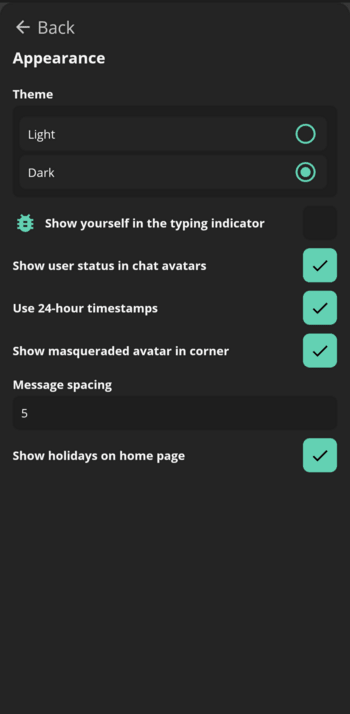 Back
Appearance
Theme
Light
Dark
Show yourself in the typing indicator
Show user status in chat avatars
Use 24-hour timestamps
Show masqueraded avatar in corner
Message spacing
5
Show holidays on home page